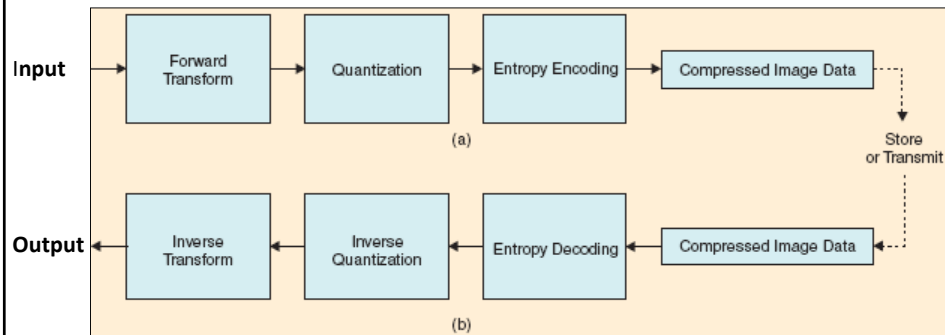 Input
Forward
Transform
Quantization
Entropy Encoding
Compressed Image Data
(a)
Store
or Transmit
Output
Inverse
Transform
Inverse
Quantization
Entropy Decoding
Compressed Image Data
(b)